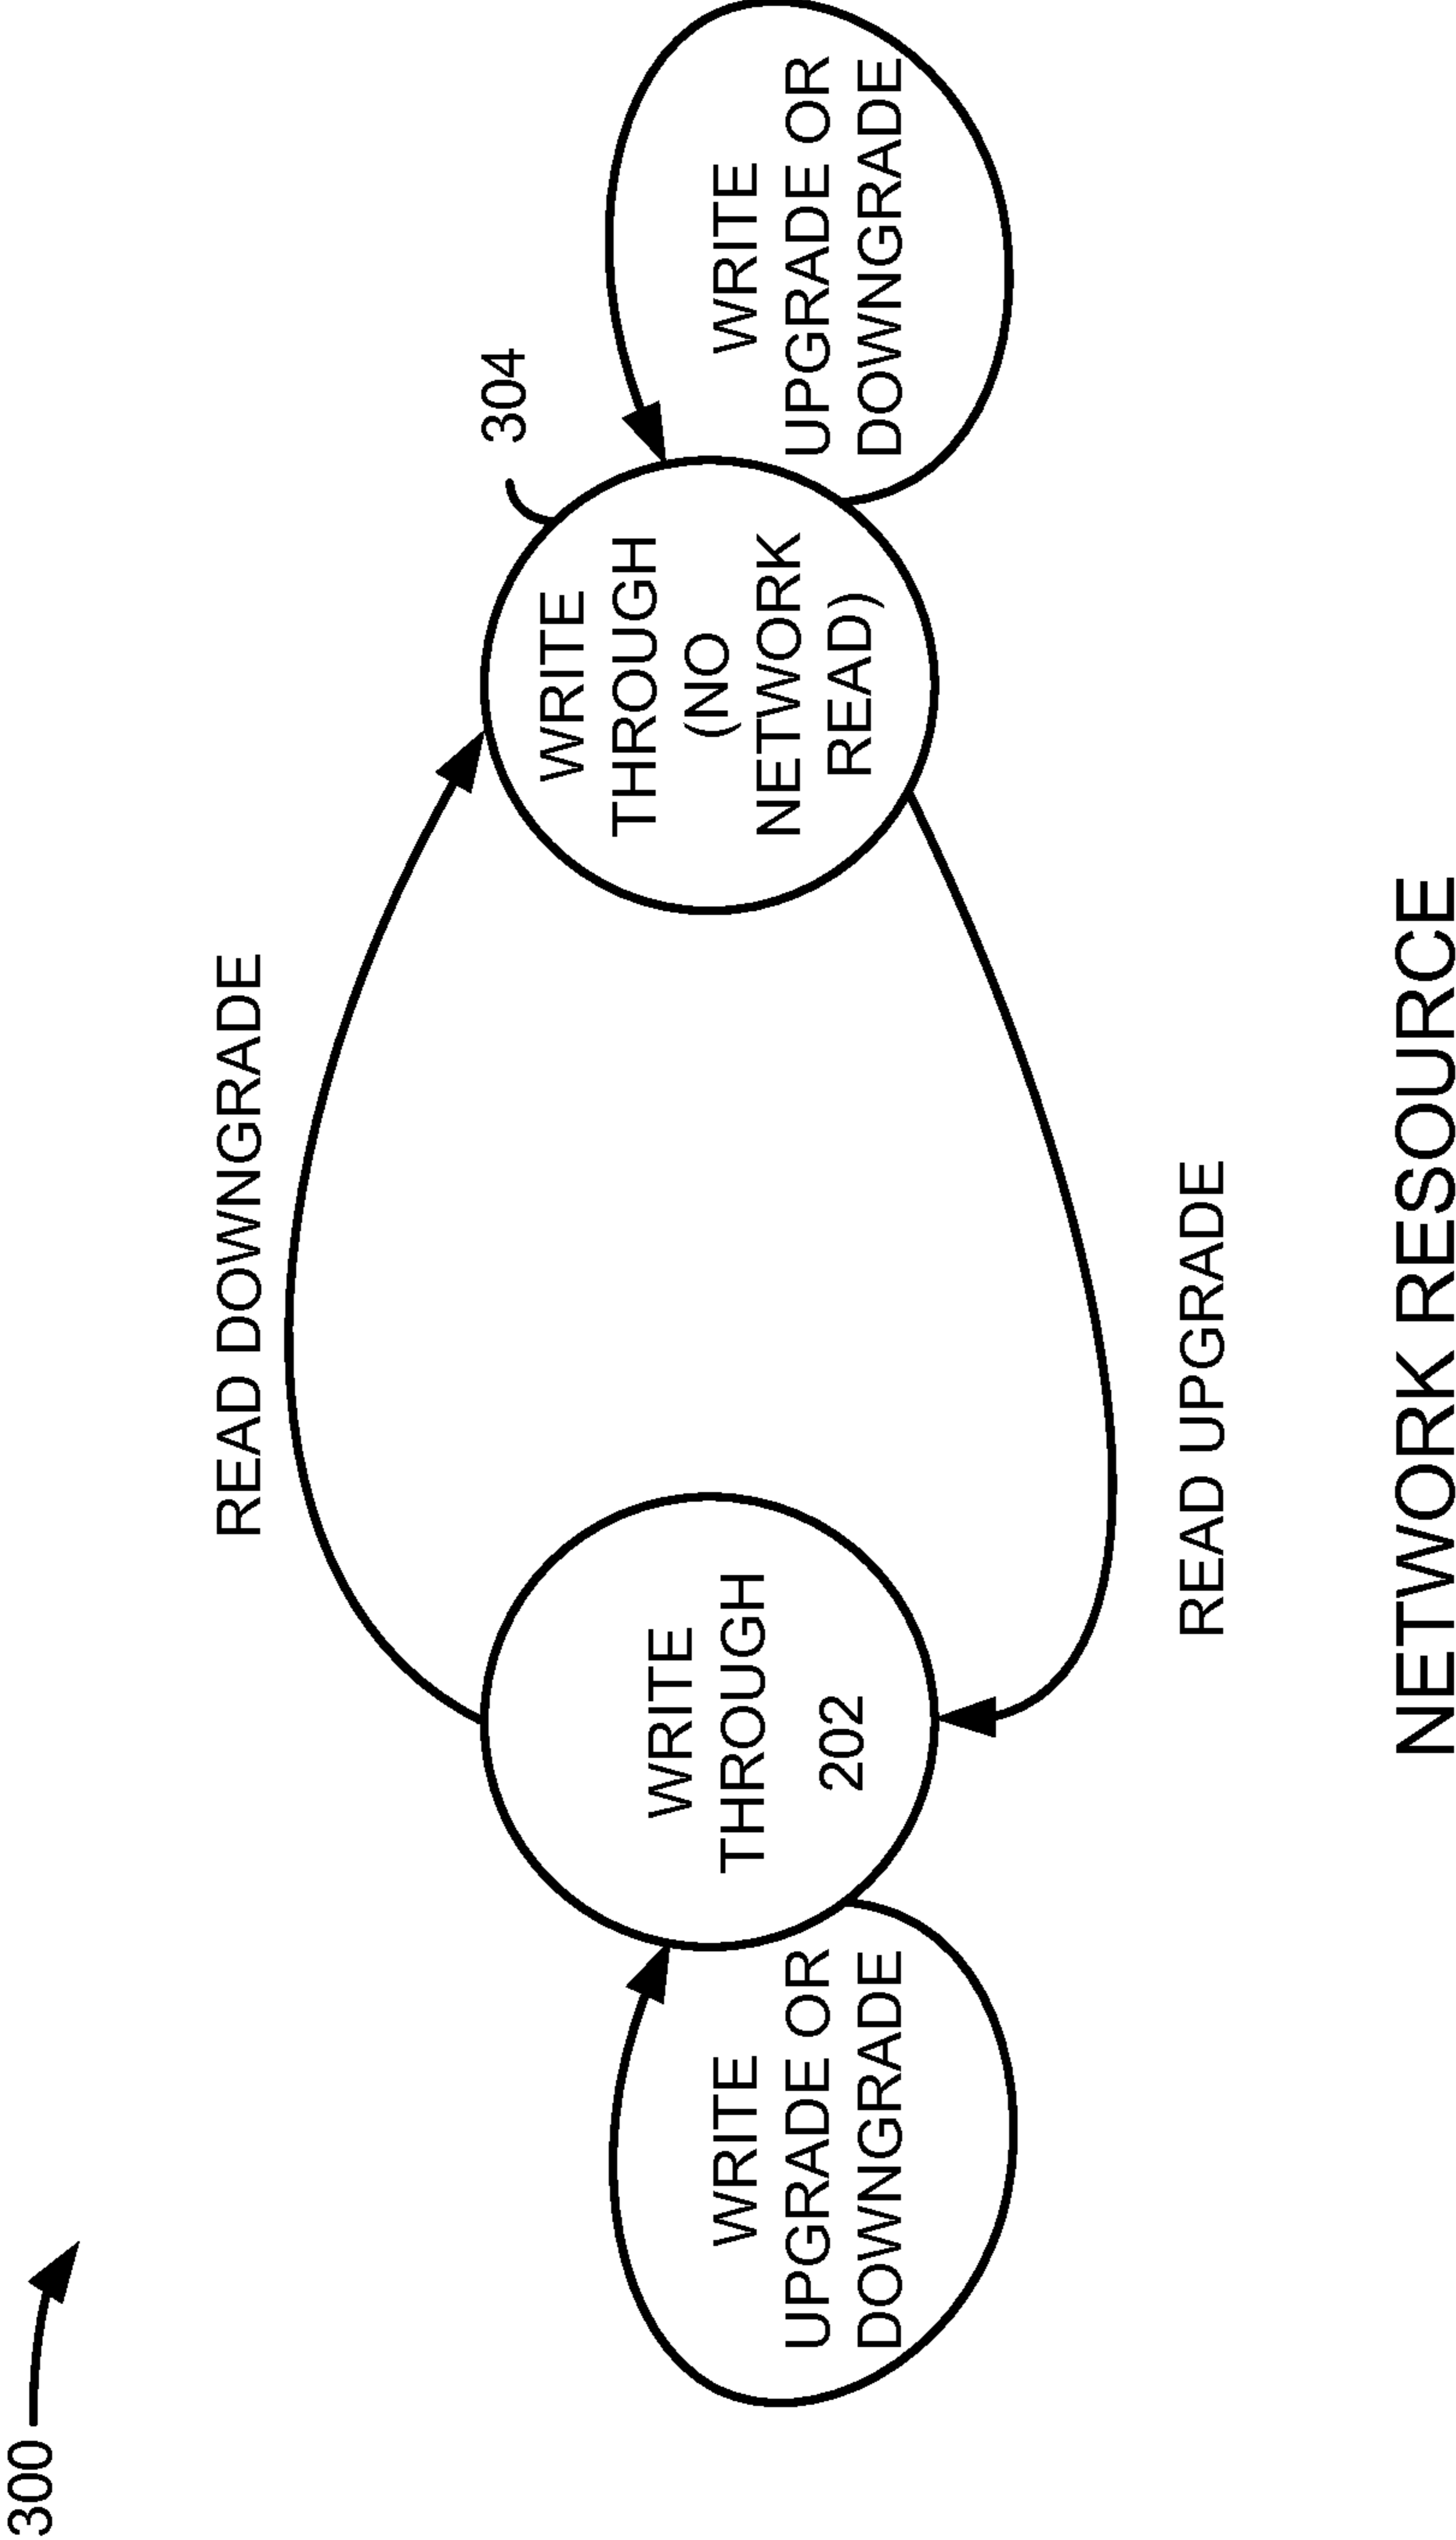 300
READ DOWNGRADE
304
WRITE
THROUGH
202
WRITE
THROUGH
(NO
NETWORK
READ)
WRITE
UPGRADE OR
DOWNGRADE
WRITE
UPGRADE OR
DOWNGRADE
READ UPGRADE
NETWORK RESOURCE